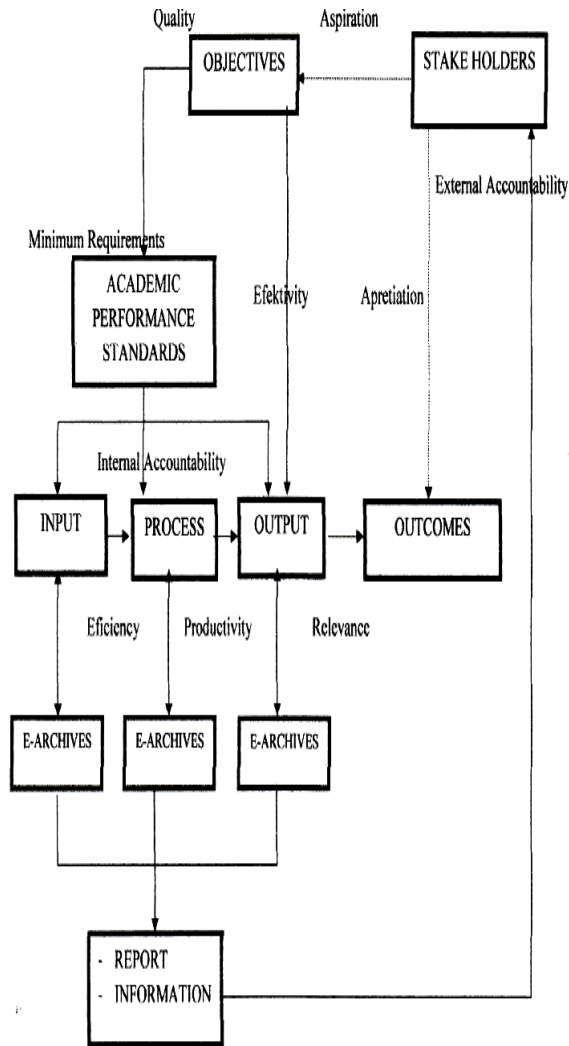 Quality
Aspiration
OBJECTIVES
STAKE HOLDERS
External Accountability
Minimum Requirements
ACADEMIC
PERFORMANCE
STANDARDS
Efektivity
Apretiation
Internal Accountability
INPUT
PROCESS
OUTPUT
OUTCOMES
Eficiency
Productivity
Relevance
E-ARCHIVES
E-ARCHIVES
E-ARCHIVES
- REPORT
- INFORMATION